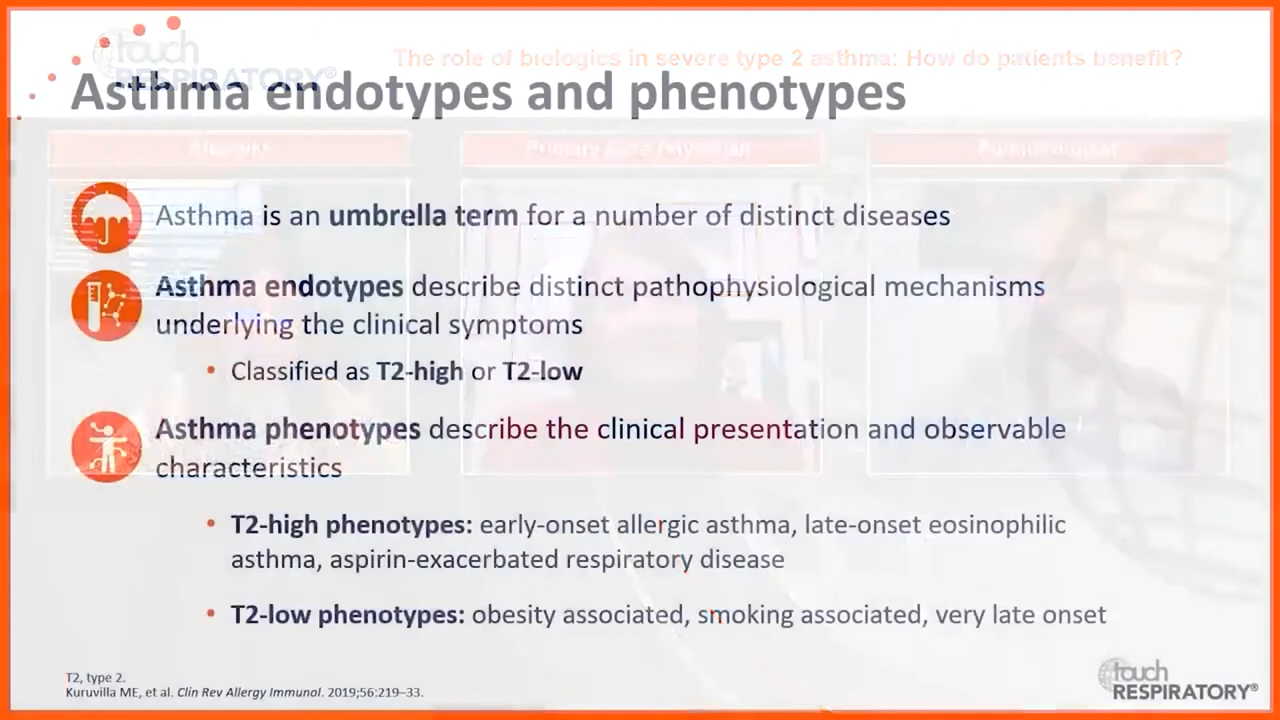 touch
RESPIRATORY®
The role of biologics in severe type 2 asthma: How do patients benefit?
Asthma endotypes and phenotypes
Primary Care Physician
Asthma is an umbrella term for a number of distinct diseases
Asthma endotypes describe distinct pathophysiological mechanisms
underlying the clinical symptoms
• Classified as T2-high or T2-low
Asthma phenotypes describe the clinical presentation and observable
characteristics
• T2-high phenotypes: early-onset allergic asthma, late-onset eosinophilic
asthma, aspirin-exacerbated respiratory disease
• T2-low phenotypes: obesity associated, smoking associated, very late onset
T2, type 2.
Kuruvilla ME, et al. Clin Rev Allergy Immunol. 2019;56:219–33.
touch
RESPIRATORY®